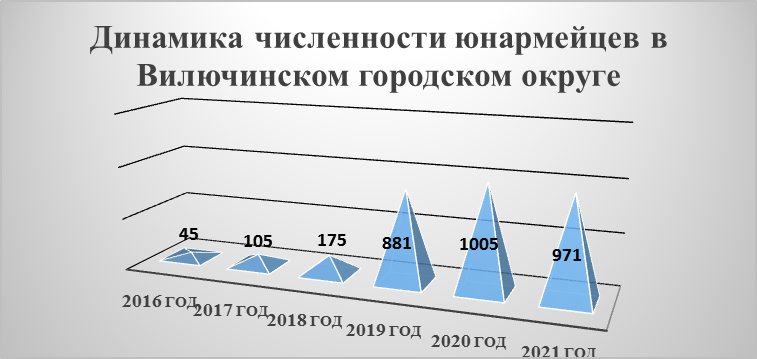 Динамика численности юнармейцев в
Вилючинском городском округе
45
105
175
881
1005
971
2016 ГОД
2017 ГОД
2018 ГОД
2019 ГОД
2020 ГОД
2021 ГОД